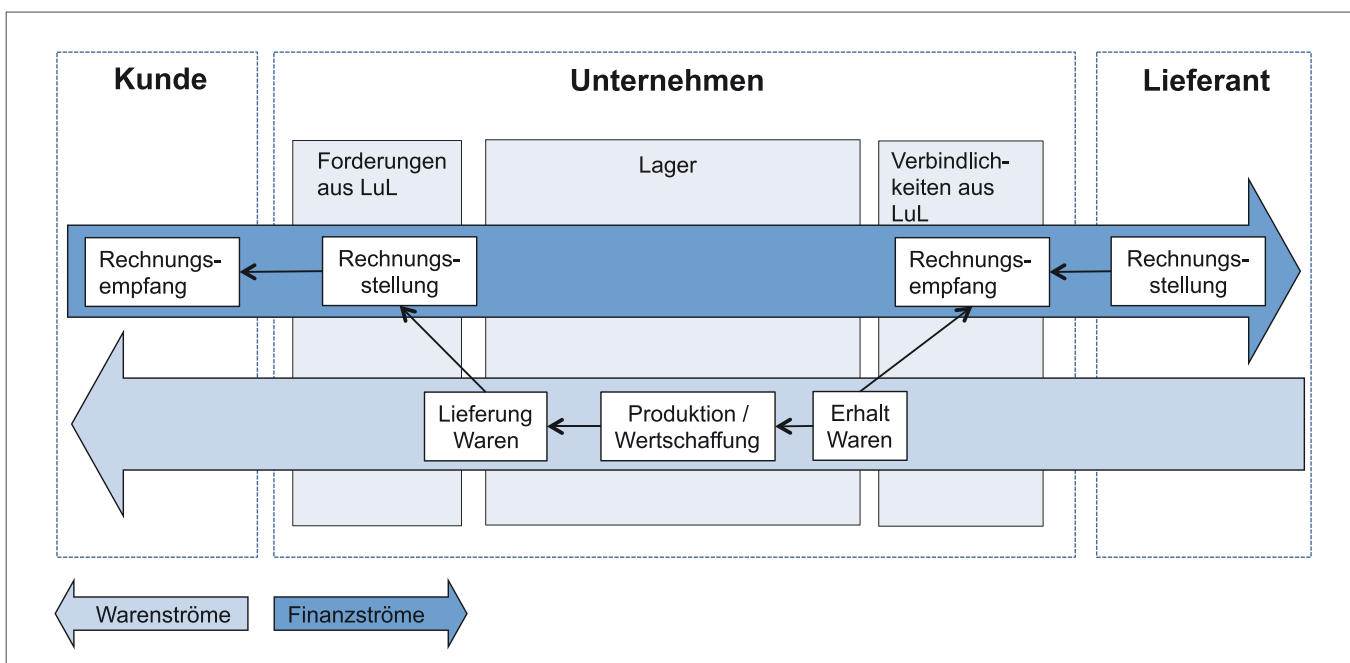 Kunde
Unternehmen
Lieferant
Forderungen
aus LuL
Lager
Verbindlich-
keiten aus
LuL
Rechnungs-
empfang
Rechnungs-
stellung
Rechnungs-
empfang
Rechnungs-
stellung
Lieferung
Waren
Produktion /
Wertschaffung
Erhalt
Waren
Warenströme
Finanzströme